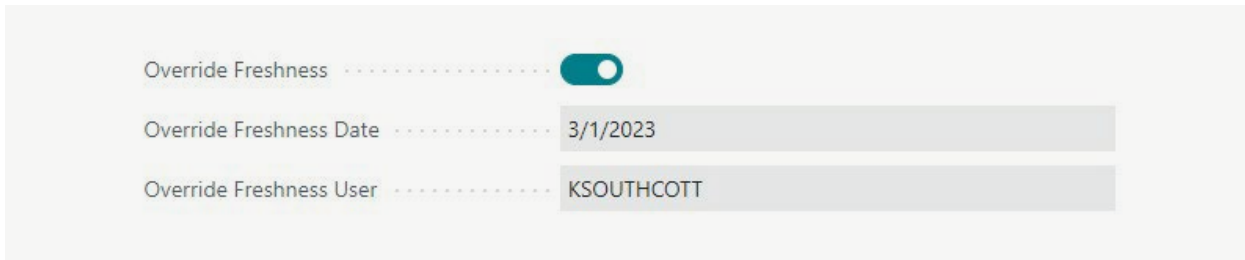 Override Freshness
Override Freshness Date 3/1/2023
Override Freshness User KSOUTHCOTT